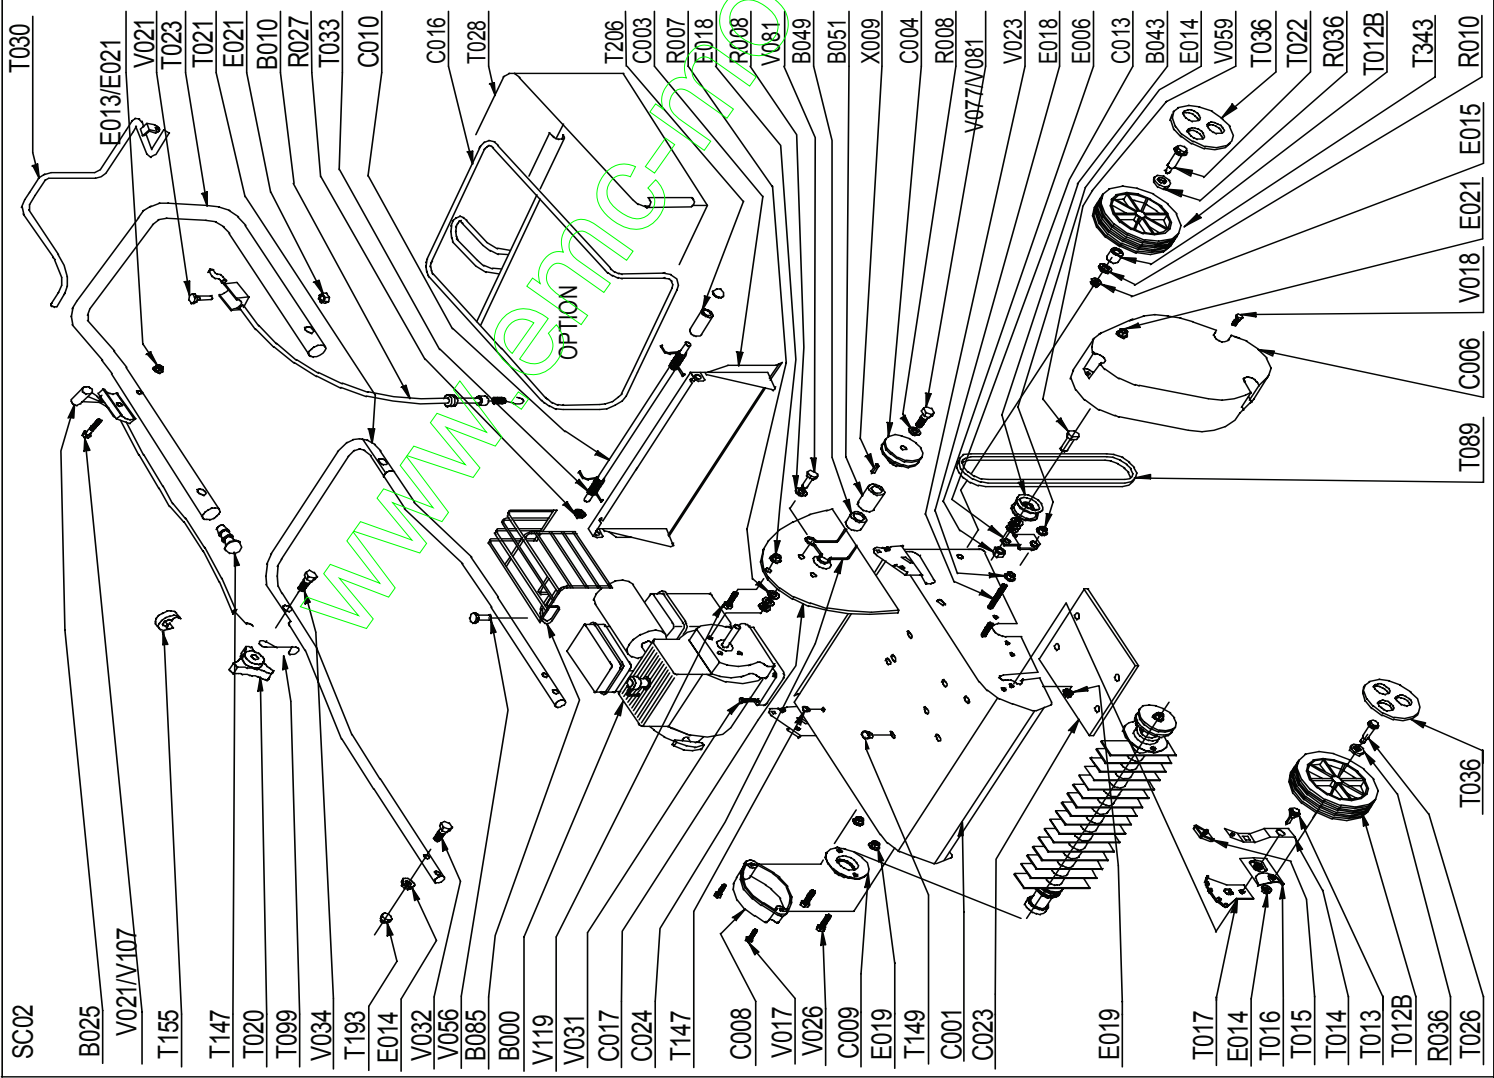 T030
E013/E021
V021
T023
T021
E021
B010
R027
T033
C010
C016
T028
T206
C003
R007
E018
R008
V081
B049
B051
X009
C004
R008
V077/V081
V023
E018
E006
C013
B043
E014
V059
T036
T022
R036
T012B
T343
R010
E015
E021
V018
C006
T089
T036
OPTION
www.emc-mo
SC02
B025
V021/V107
T155
T147
T020
T099
V034
T193
E014
V032
V056
B085
B000
V119
V031
C017
C024
T147
C008
V017
V026
C009
E019
T149
C001
C023
E019
T017
E014
T016
T015
T014
T013
T012B
R036
T026